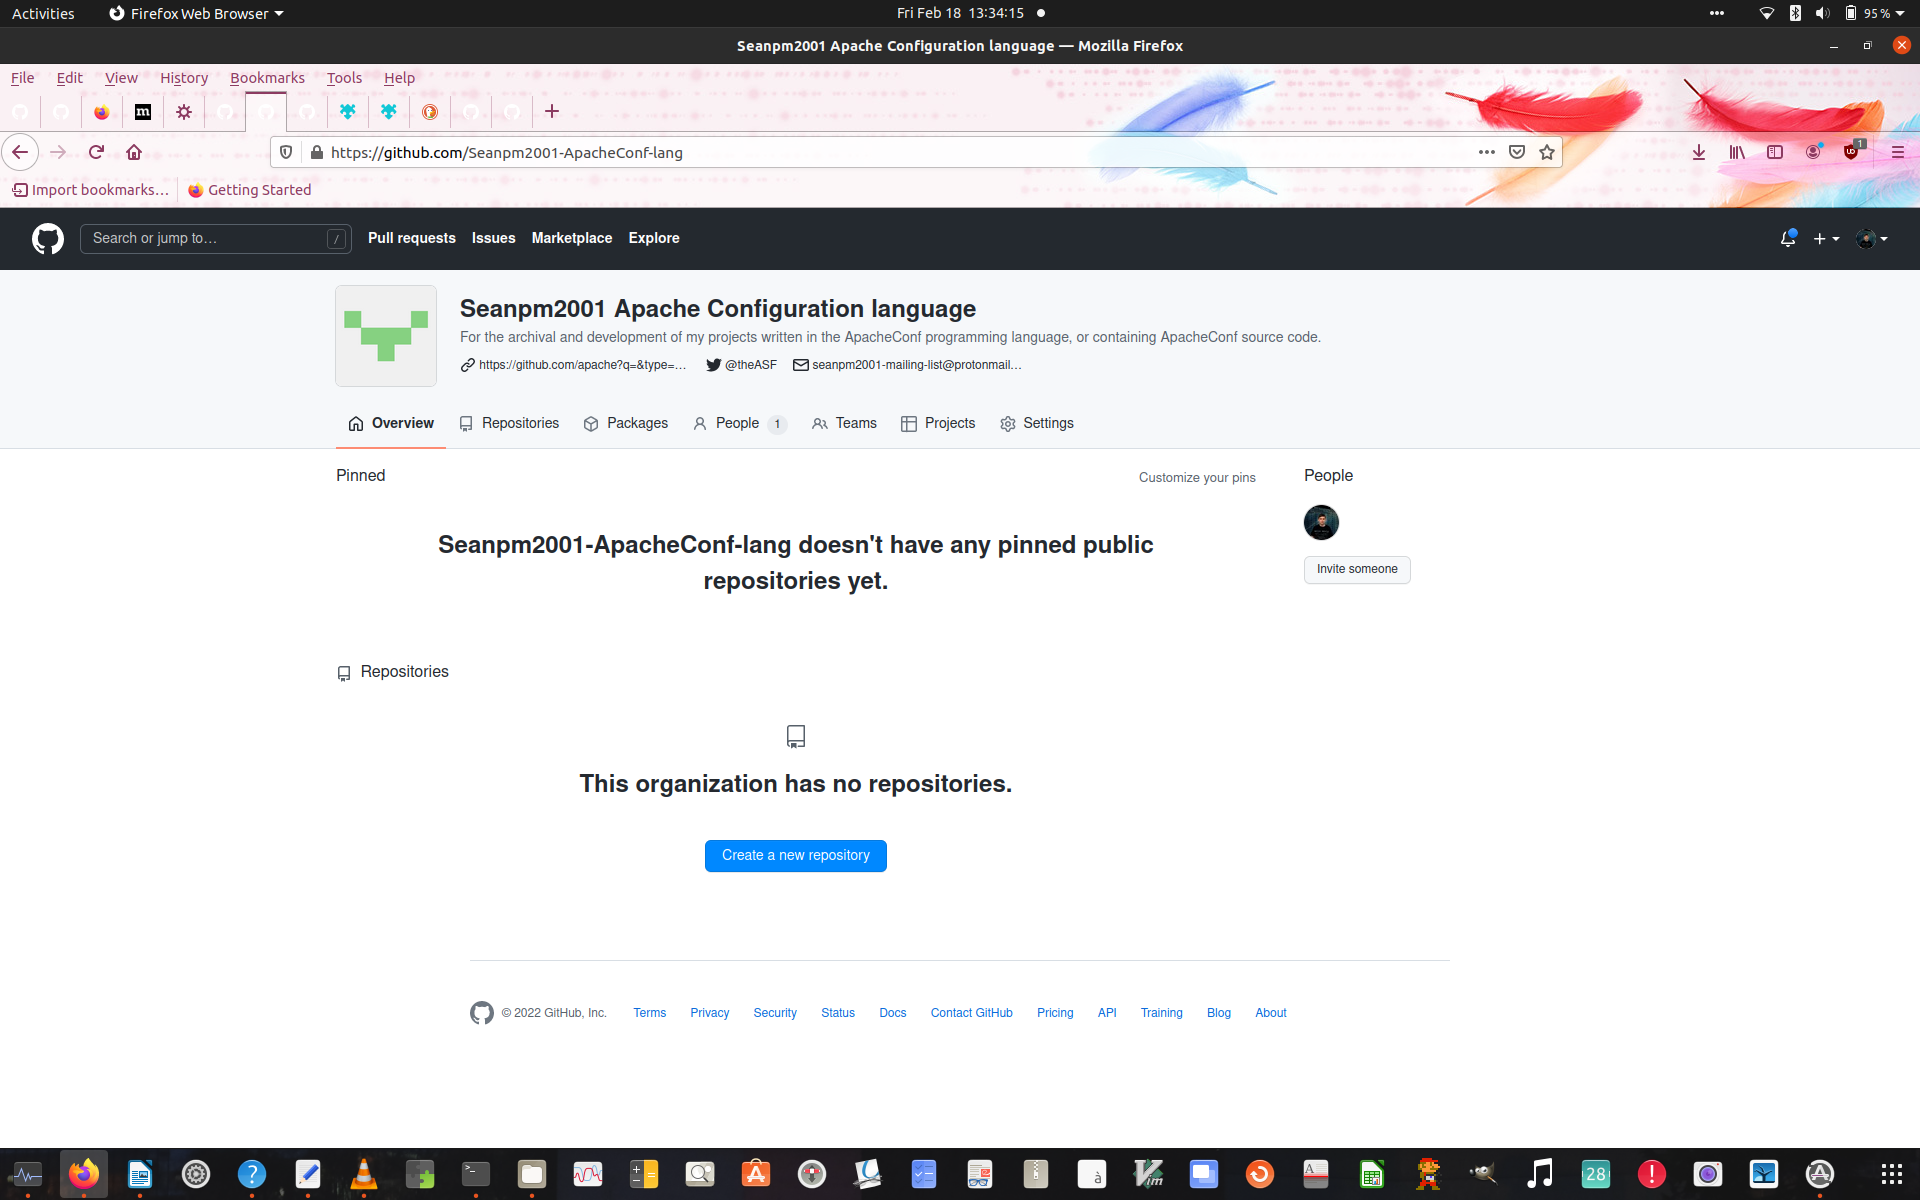 Activities
Firefox Web Browser
Fri Feb 18 13:34:15
95 %
Seanpm2001 Apache Configuration language — Mozilla Firefox
File Edit View History Bookmarks Tools Help
m
https://github.com/Seanpm2001-ApacheConf-lang
1
Import bookmarks…
Getting Started
Search or jump to…
/
Pull requests Issues Marketplace Explore
Seanpm2001 Apache Configuration language
For the archival and development of my projects written in the ApacheConf programming language, or containing ApacheConf source code.
https://github.com/apache?q=&type=…
@theASF
seanpm2001-mailing-list@protonmail…
Overview
Repositories
Packages
People 1
Teams
Projects
Settings
Pinned
Customize your pins
People
Seanpm2001-ApacheConf-lang doesn't have any pinned public
repositories yet.
Invite someone
Repositories
This organization has no repositories.
Create a new repository
© 2022 GitHub, Inc.
Terms
Privacy
Security
Status
Docs
Contact GitHub
Pricing
API
Training
Blog
About
28